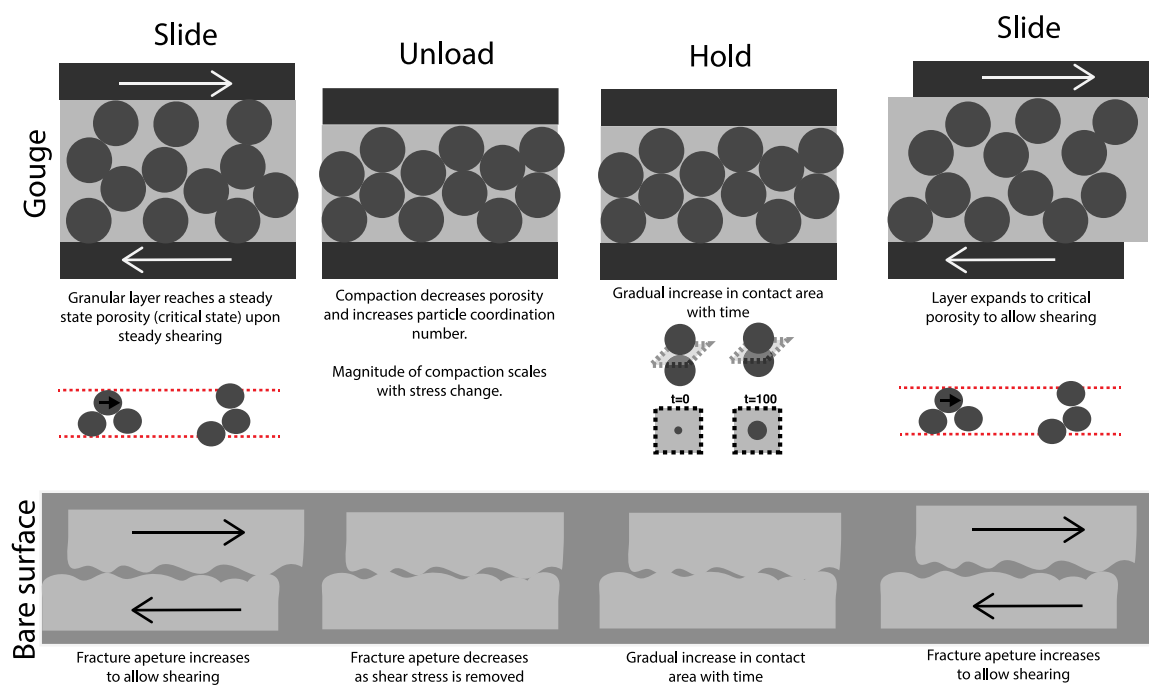 Slide
Unload
Hold
Slide
Gouge
Granular layer reaches a steady
state porosity (critical state) upon
steady shearing
Compaction decreases porosity
and increases particle coordination
number.
Magnitude of compaction scales
with stress change.
Gradual increase in contact area
with time
t=0
t=100
Layer expands to critical
porosity to allow shearing
Bare surface
Fracture apeture increases
to allow shearing
Fracture apeture decreases
as shear stress is removed
Gradual increase in contact
area with time
Fracture apeture increases
to allow shearing